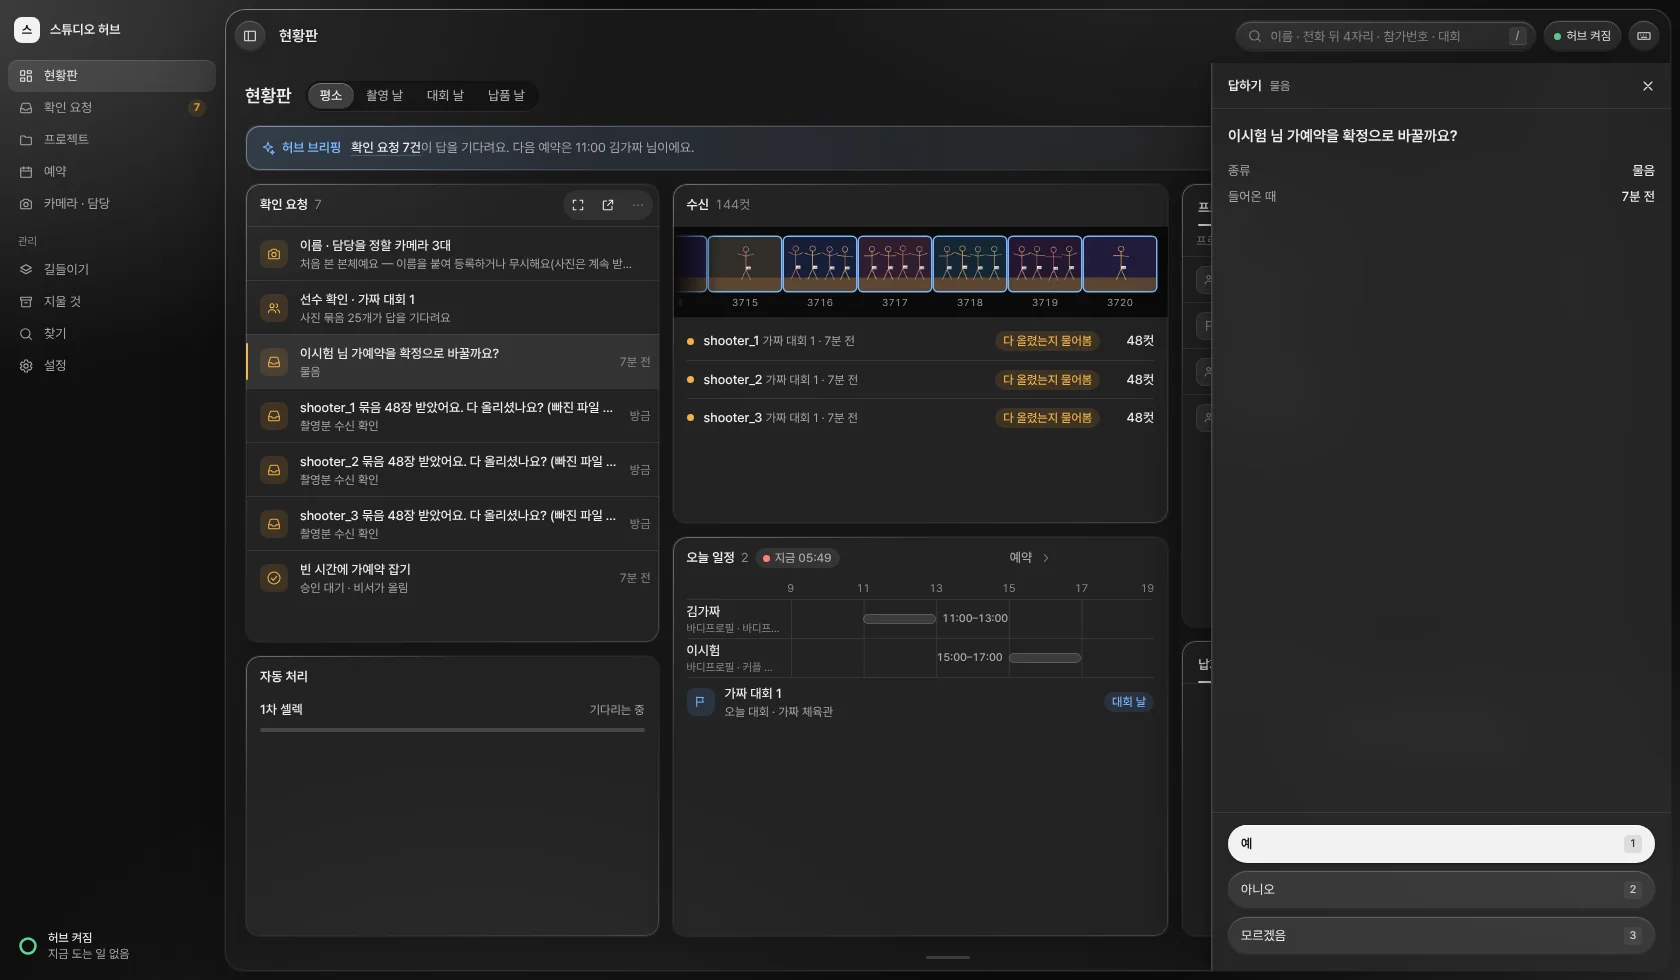 스 스튜디오 허브
현황판
확인 요청 7
프로젝트
예약
카메라 · 담당
관리
길들이기
지울 것
찾기
설정
허브 켜짐
지금 도는 일 없음
현황판
이름 · 전화 뒤 4자리 · 참가번호 · 대회 /
허브 켜짐
현황판 평소 촬영 날 대회 날 납품 날
허브 브리핑 확인 요청 7건이 답을 기다려요. 다음 예약은 11:00 김가짜 님이에요.
확인 요청 7
이름 · 담당을 정할 카메라 3대
처음 본 본체예요 — 이름을 붙여 등록하거나 무시해요(사진은 계속 받...
선수 확인 · 가짜 대회 1
사진 묶음 25개가 답을 기다려요
이시험 님 가예약을 확정으로 바꿀까요?
물음
7분 전
shooter_1 묶음 48장 받았어요. 다 올리셨나요? (빠진 파일 ...
촬영분 수신 확인
방금
shooter_2 묶음 48장 받았어요. 다 올리셨나요? (빠진 파일 ...
촬영분 수신 확인
방금
shooter_3 묶음 48장 받았어요. 다 올리셨나요? (빠진 파일 ...
촬영분 수신 확인
방금
빈 시간에 가예약 잡기
승인 대기 · 비서가 올림
7분 전
자동 처리
1차 셀렉 기다리는 중
수신 144컷
3715 3716 3717 3718 3719 3720
shooter_1 가짜 대회 1 · 7분 전 다 올렸는지 물어봄 48컷
shooter_2 가짜 대회 1 · 7분 전 다 올렸는지 물어봄 48컷
shooter_3 가짜 대회 1 · 7분 전 다 올렸는지 물어봄 48컷
오늘 일정 2 지금 05:49 예약
9 11 13 15 17 19
김가짜
바디프로필 · 바디프...
11:00–13:00
이시험
바디프로필 · 커플 ...
15:00–17:00
가짜 대회 1
오늘 대회 · 가짜 체육관
대회 날
답하기 물음
이시험 님 가예약을 확정으로 바꿀까요?
종류 물음
들어온 때 7분 전
예 1
아니오 2
모르겠음 3